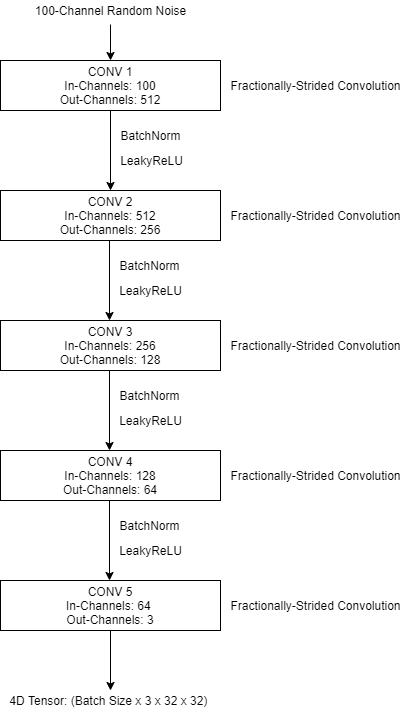 100-Channel Random Noise
CONV 1
In-Channels: 100
Out-Channels: 512
Fractionally-Strided Convolution
BatchNorm
LeakyReLU
CONV 2
In-Channels: 512
Out-Channels: 256
Fractionally-Strided Convolution
BatchNorm
LeakyReLU
CONV 3
In-Channels: 256
Out-Channels: 128
Fractionally-Strided Convolution
BatchNorm
LeakyReLU
CONV 4
In-Channels: 128
Out-Channels: 64
Fractionally-Strided Convolution
BatchNorm
LeakyReLU
CONV 5
In-Channels: 64
Out-Channels: 3
Fractionally-Strided Convolution
4D Tensor: (Batch Size x 3 x 32 x 32)